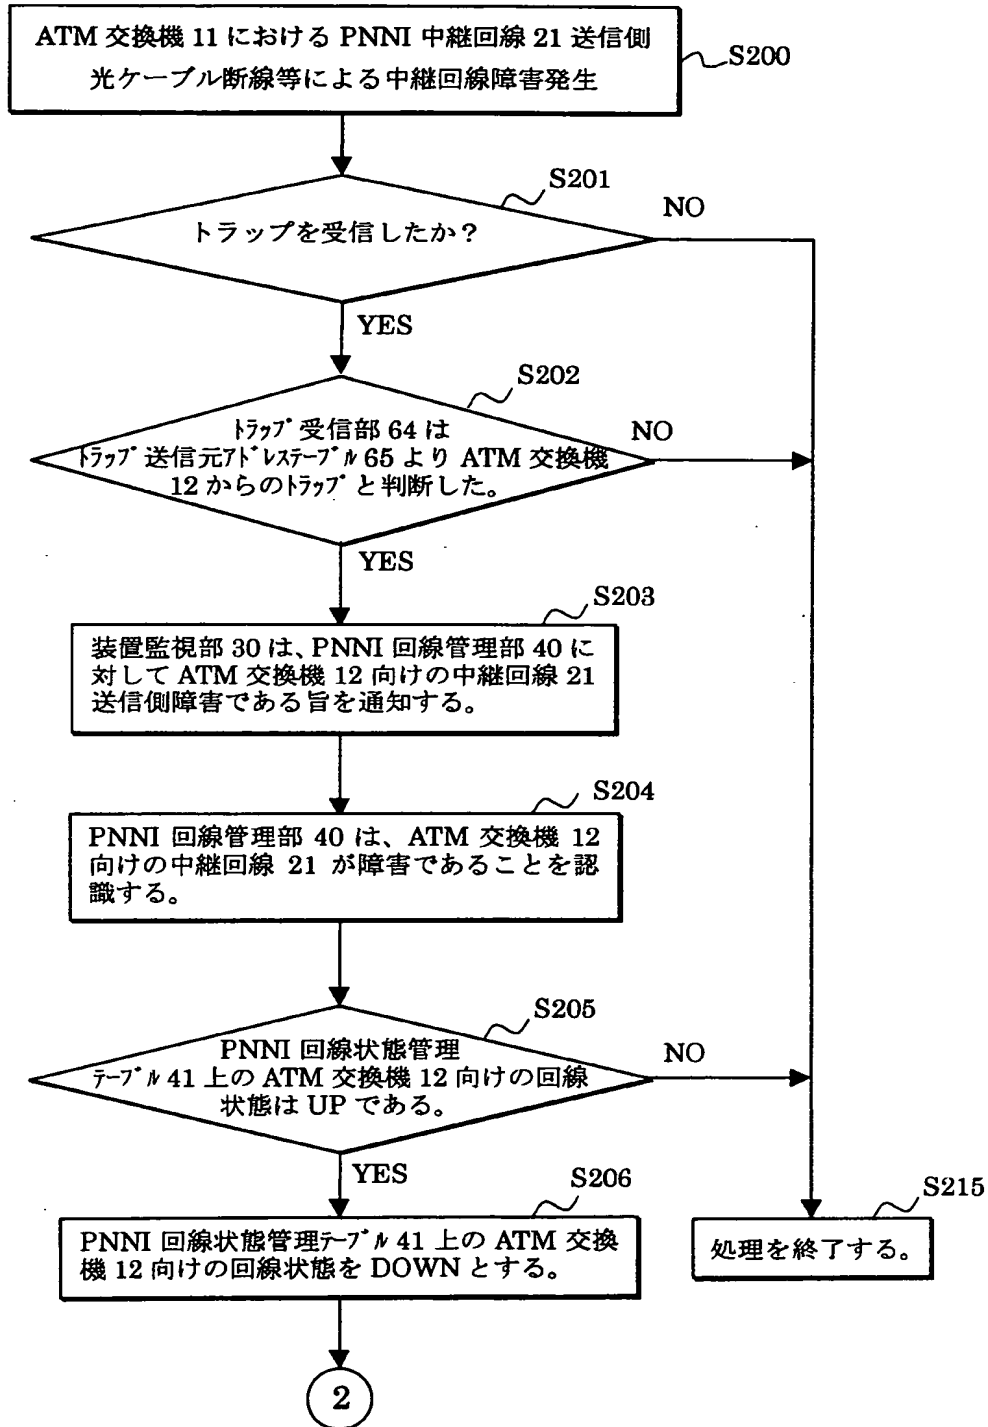 ATM 交換機 11 における PNNI 中継回線 21 送信側
光ケーブル断線等による中継回線障害発生
S200
S201
トラップを受信したか？
NO
YES
S202
ﾄﾗｯﾌﾟ受信部 64 は
ﾄﾗｯﾌﾟ送信元ｱﾄﾞﾚｽﾃｰﾌﾞﾙ 65 より ATM 交換機
12 からのﾄﾗｯﾌﾟと判断した。
NO
YES
S203
装置監視部 30 は、PNNI 回線管理部 40 に
対して ATM 交換機 12 向けの中継回線 21
送信側障害である旨を通知する。
S204
PNNI 回線管理部 40 は、ATM 交換機 12
向けの中継回線 21 が障害であることを認
識する。
S205
PNNI 回線状態管理
ﾃｰﾌﾞﾙ 41 上の ATM 交換機 12 向けの回線
状態は UP である。
NO
YES
S206
PNNI 回線状態管理ﾃｰﾌﾞﾙ 41 上の ATM 交換
機 12 向けの回線状態を DOWN とする。
S215
処理を終了する。
2